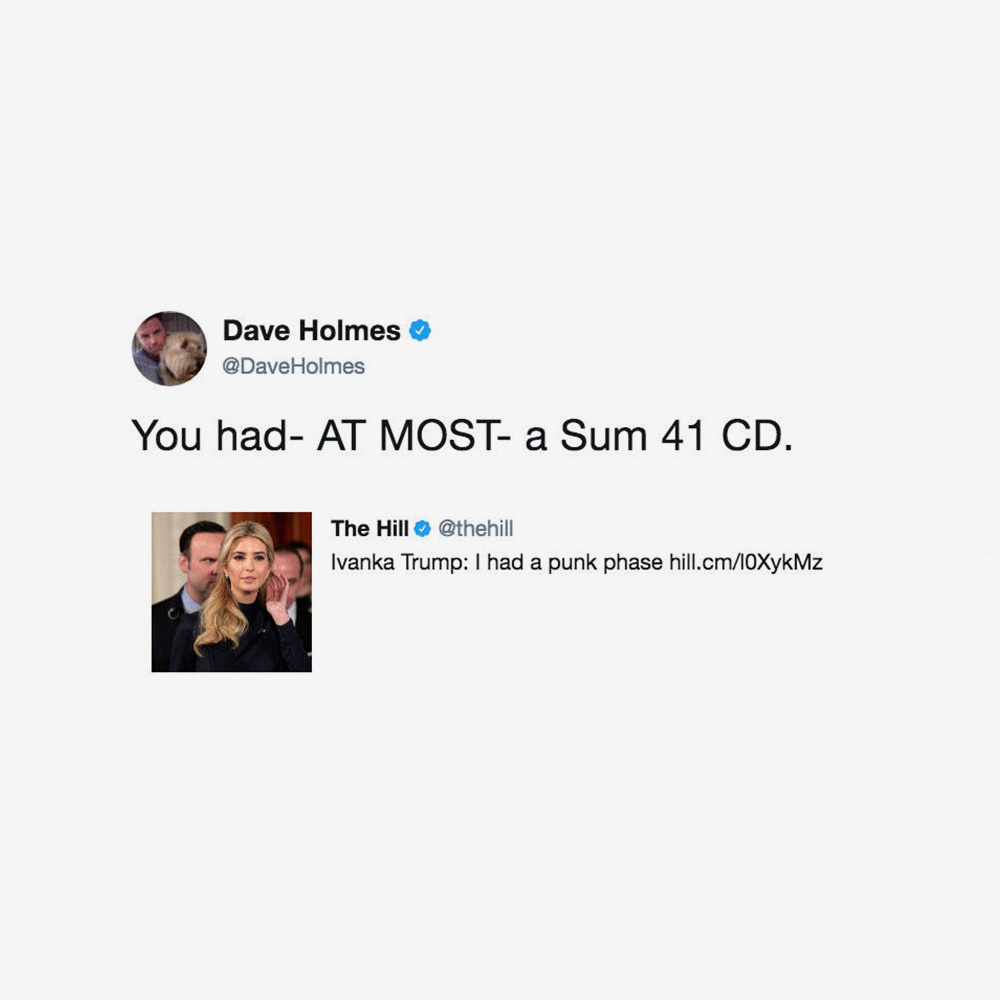 Dave Holmes
@DaveHolmes
You had- AT MOST- a Sum 41 CD.
The Hill @thehill
Ivanka Trump: I had a punk phase hill.cm/l0XykMz